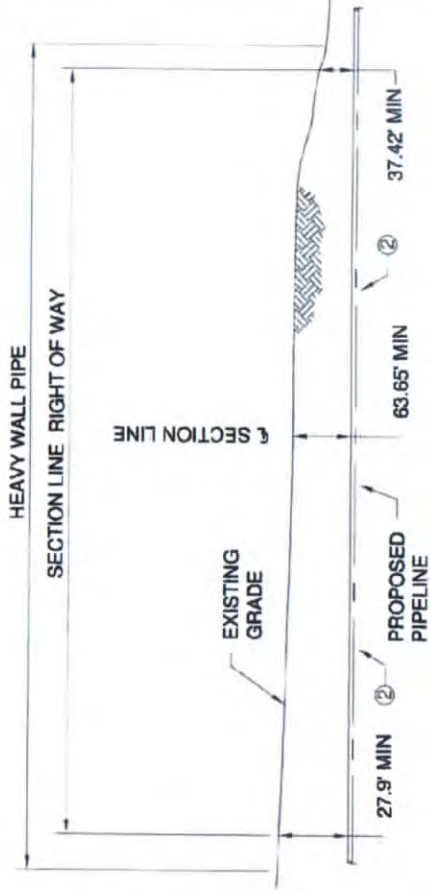 HEAVY WALL PIPE
SECTION LINE RIGHT OF WAY
℄ SECTION LINE
EXISTING
GRADE
27.9' MIN
②
PROPOSED
PIPELINE
63.65' MIN
②
37.42' MIN